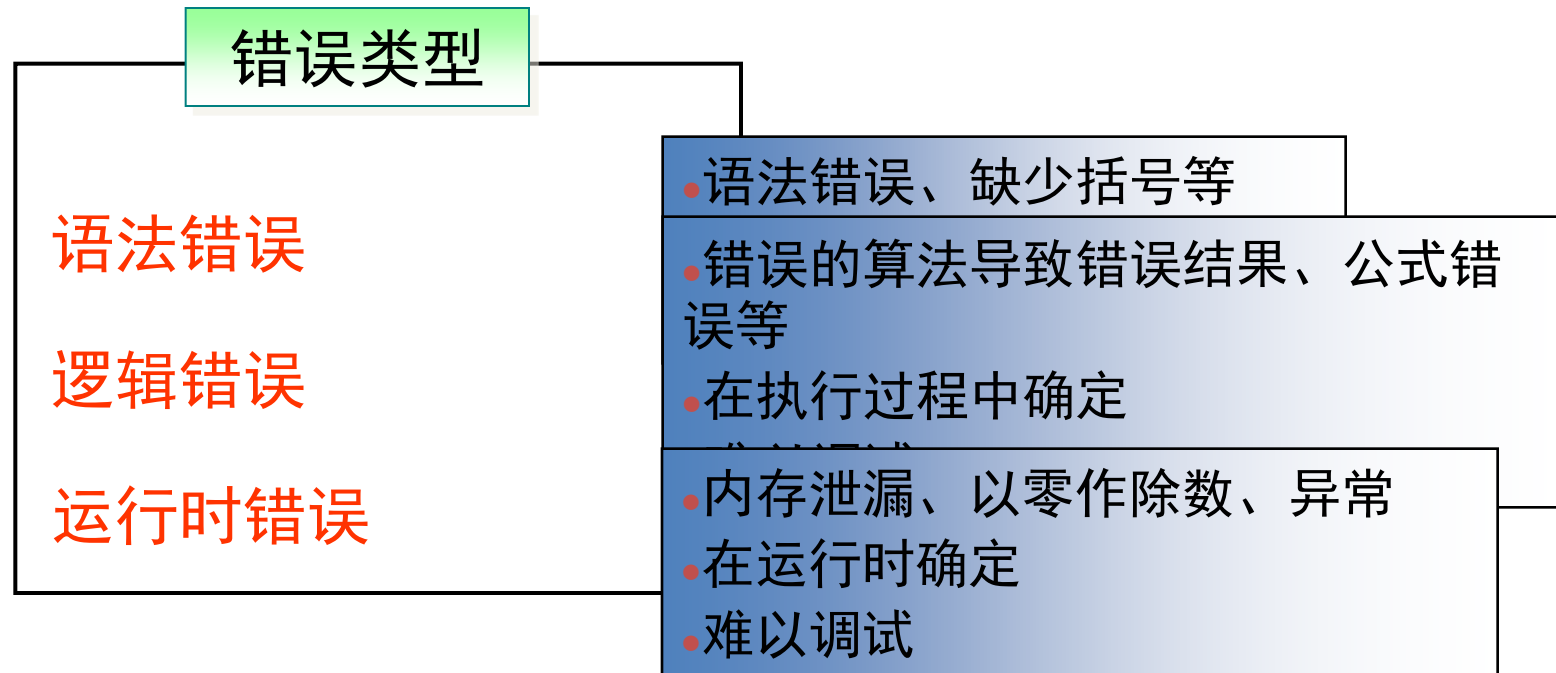 错误类型
语法错误
逻辑错误
运行时错误
•语法错误、缺少括号等
•错误的算法导致错误结果、公式错
误等
•在执行过程中确定
•内存泄漏、以零作除数、异常
•在运行时确定
•难以调试